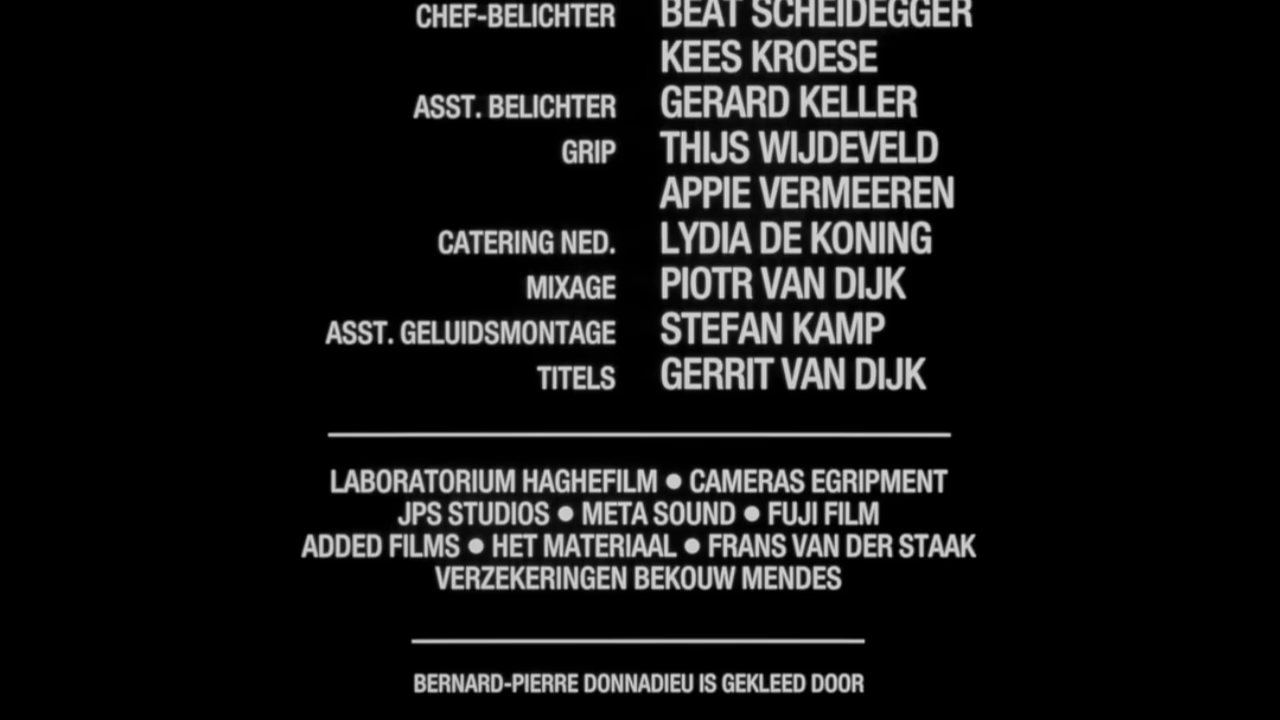 CHEF-BELICHTER BEAT SCHEIDEGGER
KEES KROESE
ASST. BELICHTER GERARD KELLER
GRIP THIJS WIJDEVELD
APPIE VERMEEREN
CATERING NED. LYDIA DE KONING
MIXAGE PIOTR VAN DIJK
ASST. GELUIDSMONTAGE STEFAN KAMP
TITELS GERRIT VAN DIJK
LABORATORIUM HAGHEFILM ● CAMERAS EGRIPMENT
JPS STUDIOS ● META SOUND ● FUJI FILM
ADDED FILMS ● HET MATERIAAL ● FRANS VAN DER STAAK
VERZEKERINGEN BEKOUW MENDES
BERNARD-PIERRE DONNADIEU IS GEKLEED DOOR